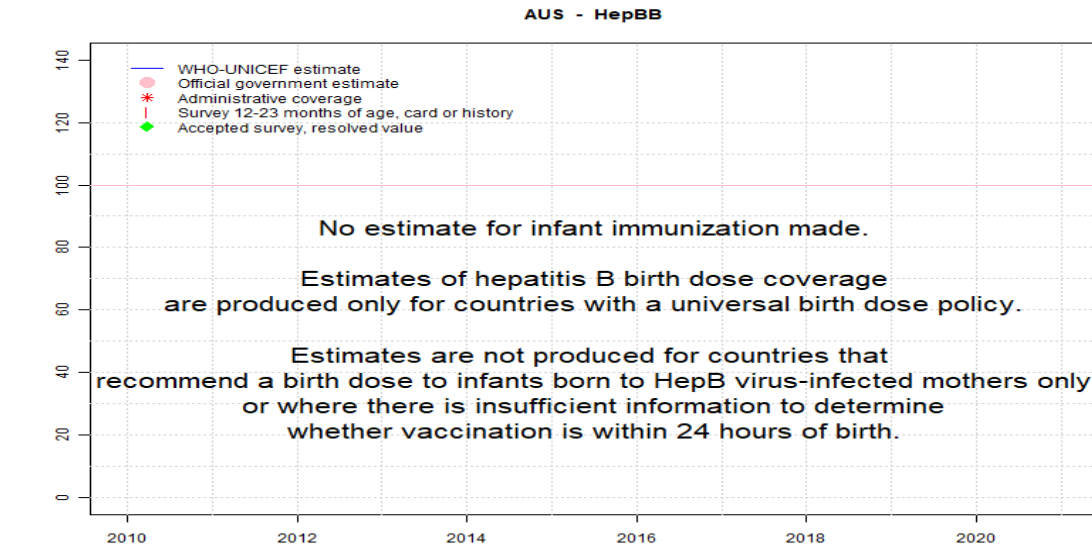 AUS - HepBB
WHO-UNICEF estimate
Official government estimate
Administrative coverage
Survey 12-23 months of age, card or history
Accepted survey, resolved value
140
120
100
80
60
40
20
0
No estimate for infant immunization made.
Estimates of hepatitis B birth dose coverage
are produced only for countries with a universal birth dose policy.
Estimates are not produced for countries that
recommend a birth dose to infants born to HepB virus-infected mothers only
or where there is insufficient information to determine
whether vaccination is within 24 hours of birth.
2010 2012 2014 2016 2018 2020